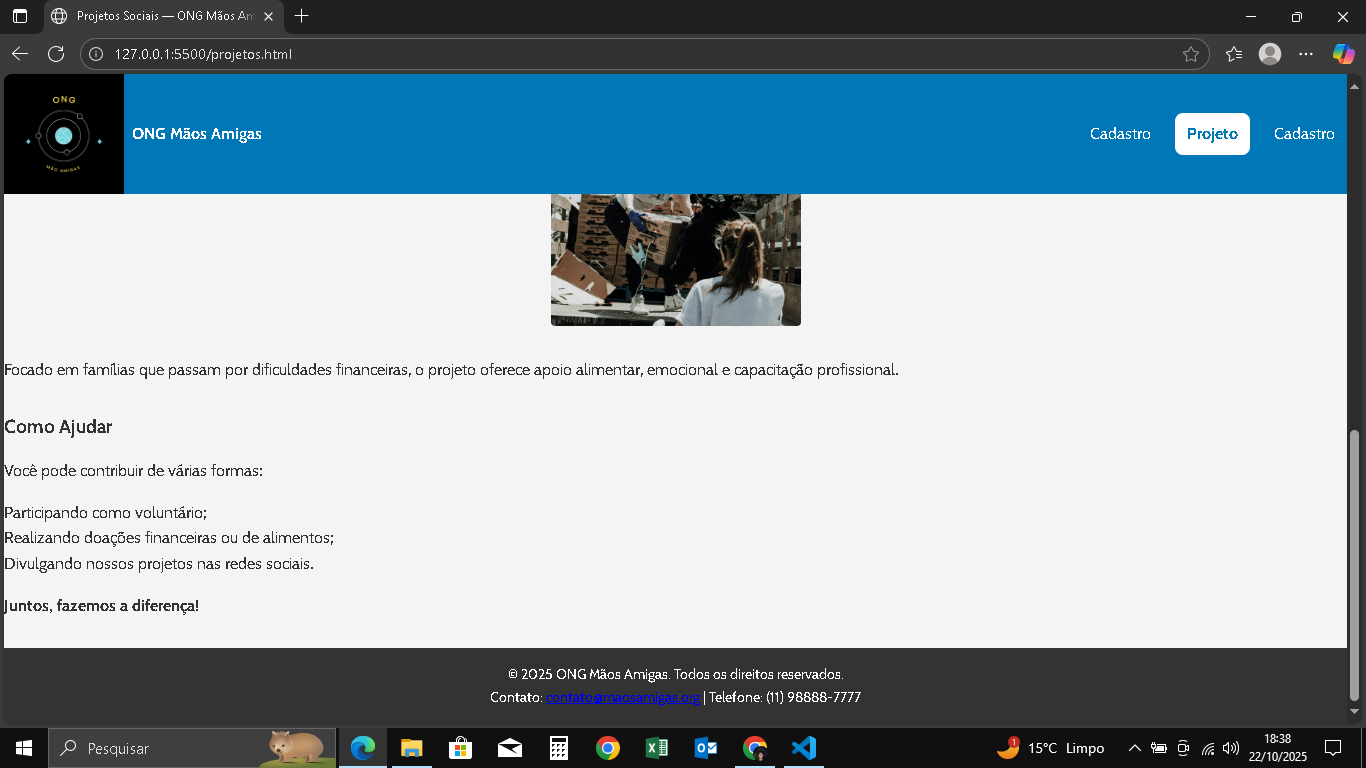 Projetos Sociais — ONG Mãos Am
127.0.0.1:5500/projetos.html
ONG
MÃO AMIGAS
ONG Mãos Amigas
Cadastro
Projeto
Cadastro
Focado em famílias que passam por dificuldades financeiras, o projeto oferece apoio alimentar, emocional e capacitação profissional.
Como Ajudar
Você pode contribuir de várias formas:
Participando como voluntário;
Realizando doações financeiras ou de alimentos;
Divulgando nossos projetos nas redes sociais.
Juntos, fazemos a diferença!
© 2025 ONG Mãos Amigas. Todos os direitos reservados.
Contato: contato@maosamigas.org | Telefone: (11) 98888-7777
Pesquisar
1
15°C Limpo
18:38
22/10/2025